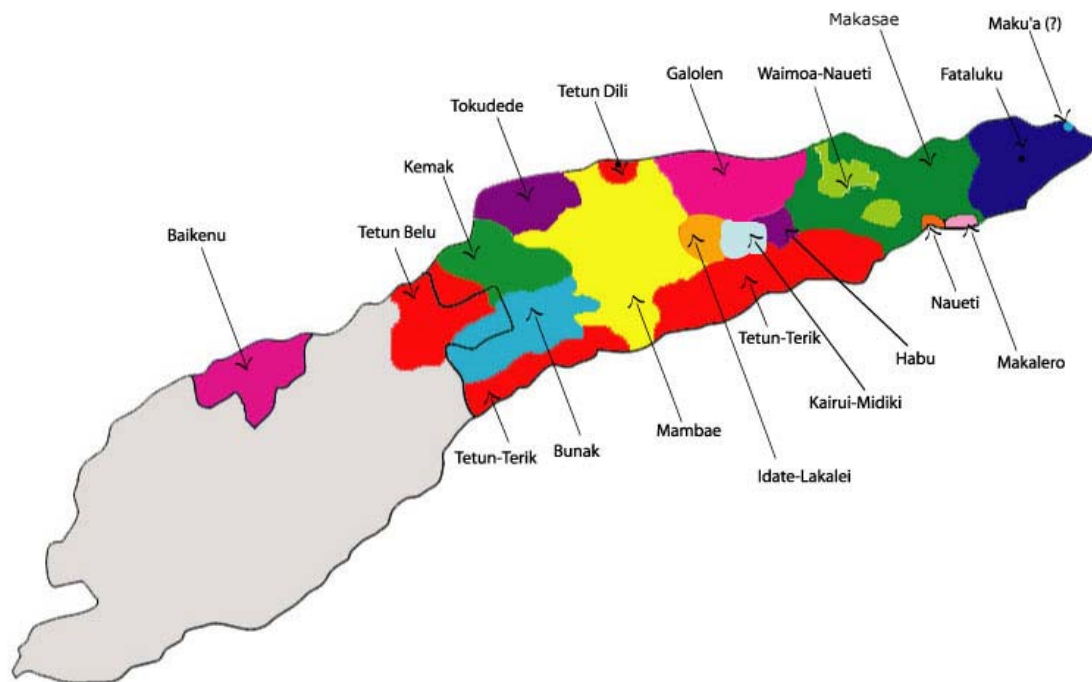 Maku'a (?)
Makasae
Fataluku
Waimoa-Naueti
Galolen
Tetun Dili
Tokudede
Kemak
Tetun Belu
Baikenu
Naueti
Makalero
Tetun-Terik
Habu
Kairui-Midiki
Mambae
Idate-Lakalei
Bunak
Tetun-Terik